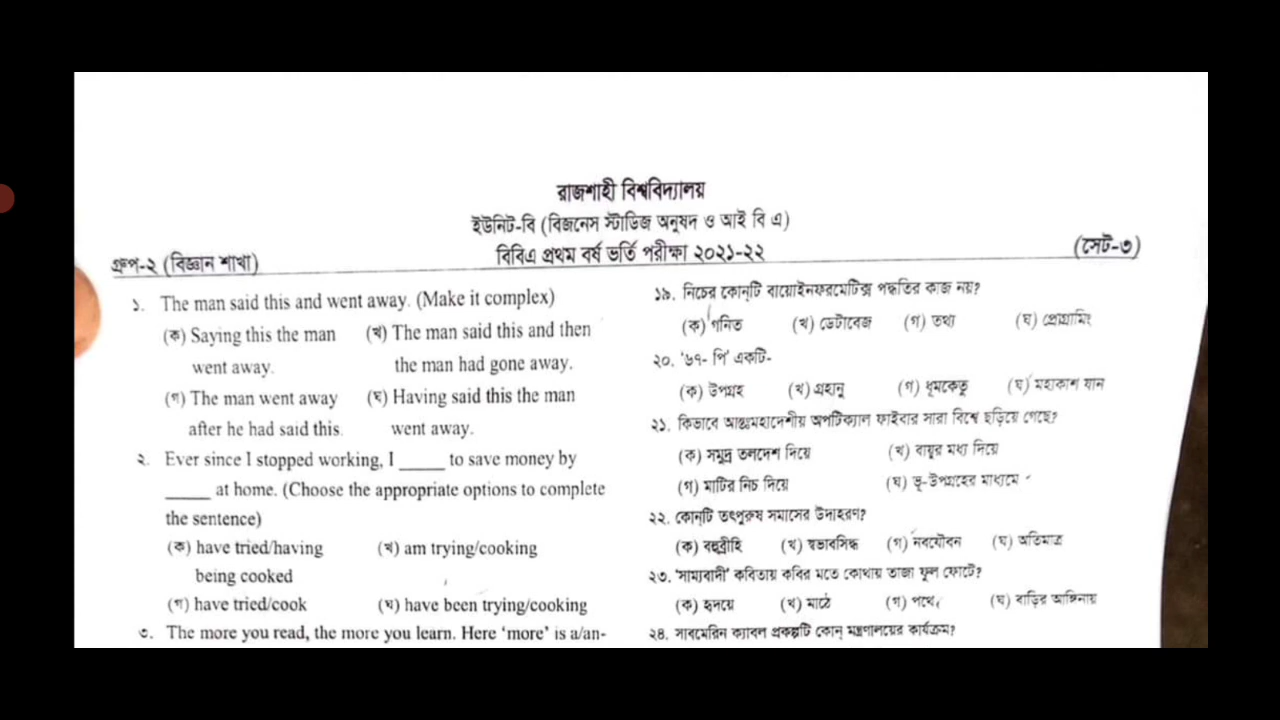 রাজশাহী বিশ্ববিদ্যালয়
ইউনিট-বি (বিজনেস স্টাডিজ অনুষদ ও আই বি এ)
গ্রুপ-২ (বিজ্ঞান শাখা)
বিবিএ প্রথম বর্ষ ভর্তি পরীক্ষা ২০২১-২২
(সেট-৩)
১. The man said this and went away. (Make it complex)
(ক) Saying this the man (খ) The man said this and then
went away. the man had gone away.
(গ) The man went away (ঘ) Having said this the man
after he had said this. went away.
২. Ever since I stopped working, I _____ to save money by
_____ at home. (Choose the appropriate options to complete
the sentence)
(ক) have tried/having (খ) am trying/cooking
being cooked
(গ) have tried/cook (ঘ) have been trying/cooking
৩. The more you read, the more you learn. Here ‘more’ is a/an-
১৯. নিচের কোন্‌টি বায়োইনফরমেটিক্স পদ্ধতির কাজ নয়?
(ক) গনিত (খ) ডেটাবেজ (গ) তথ্য (ঘ) প্রোগ্রামিং
২০. ‘৬৭- পি’ একটি-
(ক) উপগ্রহ (খ) গ্রহানু (গ) ধূমকেতু (ঘ) মহাকাশ যান
২১. কিভাবে আন্তঃমহাদেশীয় অপটিক্যাল ফাইবার সারা বিশ্বে ছড়িয়ে গেছে?
(ক) সমুদ্র তলদেশ দিয়ে (খ) বায়ুর মধ্য দিয়ে
(গ) মাটির নিচ দিয়ে (ঘ) ভূ-উপগ্রহের মাধ্যমে
২২. কোন্‌টি তৎপুরুষ সমাসের উদাহরণ?
(ক) বহুব্রীহি (খ) স্বভাবসিদ্ধ (গ) নবযৌবন (ঘ) অতিমাত্র
২৩. ‘সাম্যবাদী’ কবিতায় কবির মতে কোথায় তাজা ফুল ফোটে?
(ক) হৃদয়ে (খ) মাঠে (গ) পথে (ঘ) বাড়ির আঙ্গিনায়
২৪. সাবমেরিন ক্যাবল প্রকল্পটি কোন্ মন্ত্রণালয়ের কার্যক্রম?